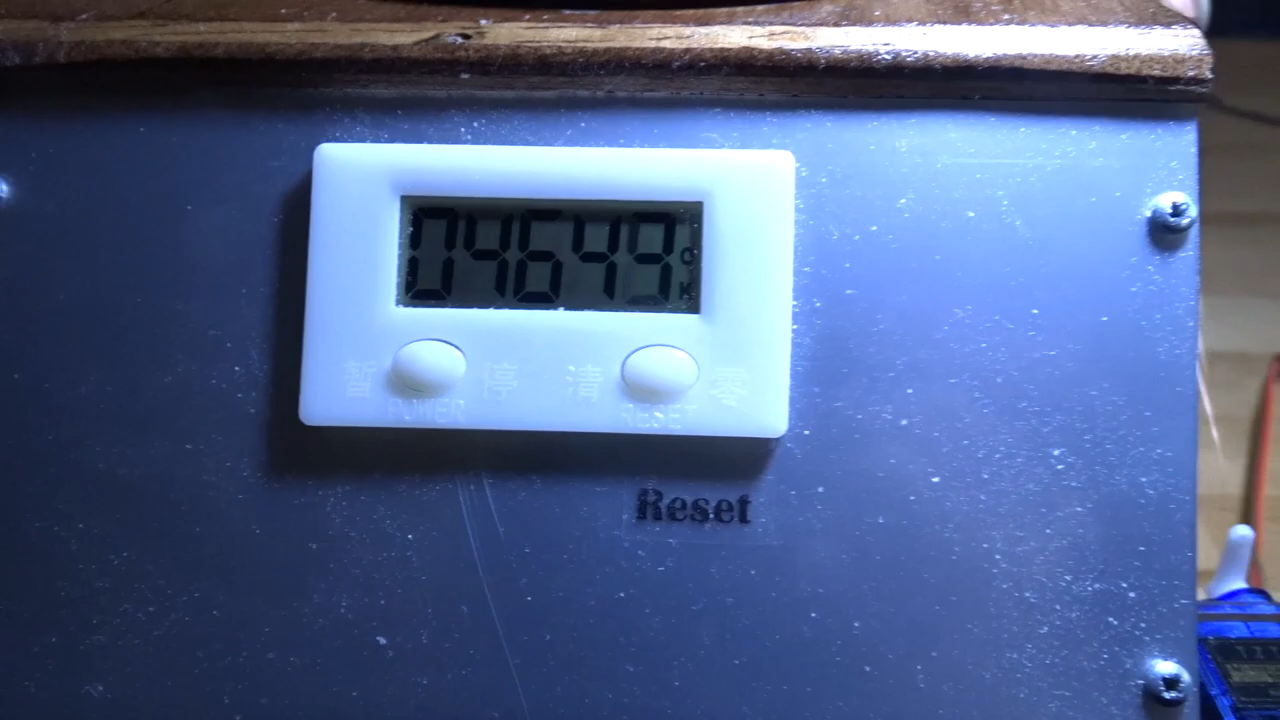 04649
O
K
暂 停 清 零
POWER RESET
Reset